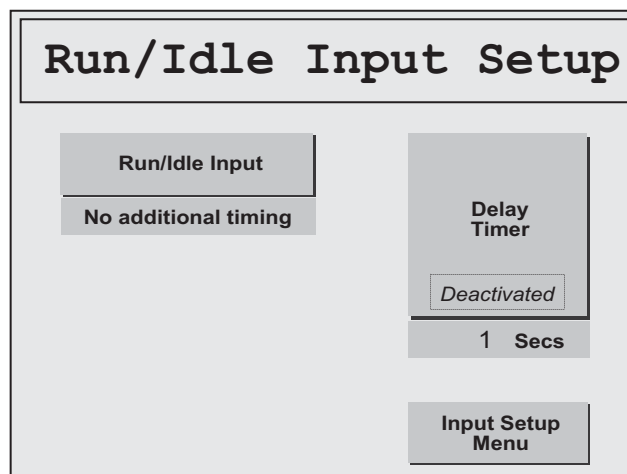 Run/Idle Input Setup
Run/Idle Input
No additional timing
Delay
Timer
Deactivated
1 Secs
Input Setup
Menu